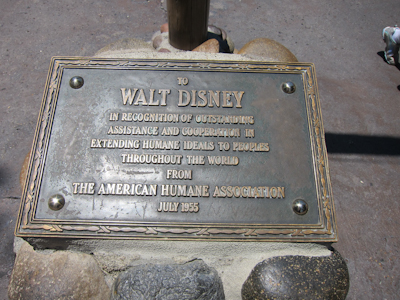 TO
WALT DISNEY
IN RECOGNITION OF OUTSTANDING
ASSISTANCE AND COOPERATION IN
EXTENDING HUMANE IDEALS TO PEOPLES
THROUGHOUT THE WORLD
FROM
THE AMERICAN HUMANE ASSOCIATION
JULY 1955